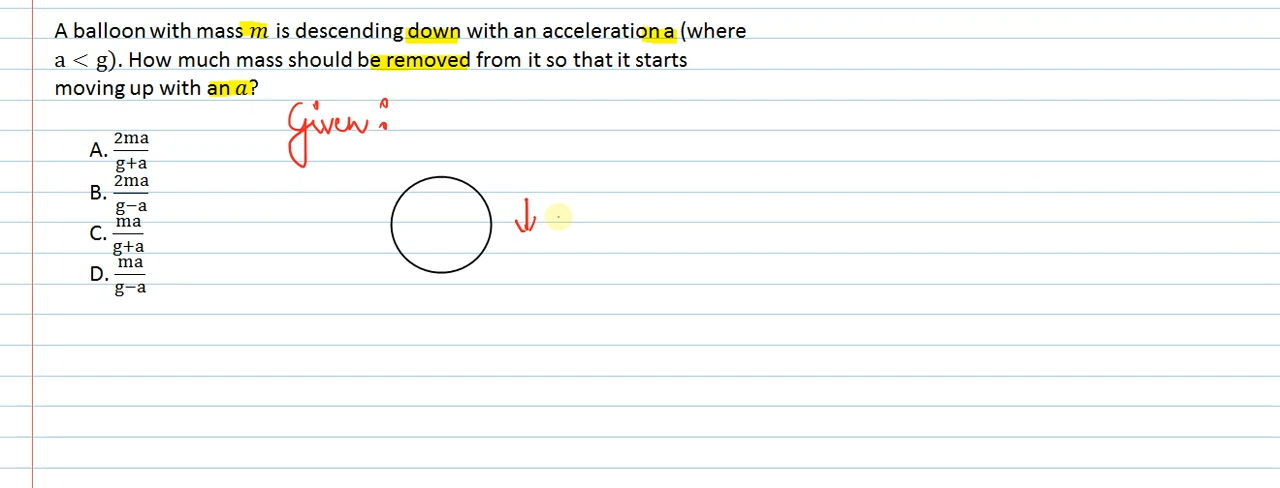 A balloon with mass m is descending down with an acceleration a (where
a < g). How much mass should be removed from it so that it starts
moving up with an a?
Given:
A. 2ma/g+a
B. 2ma/g−a
C. ma/g+a
D. ma/g−a